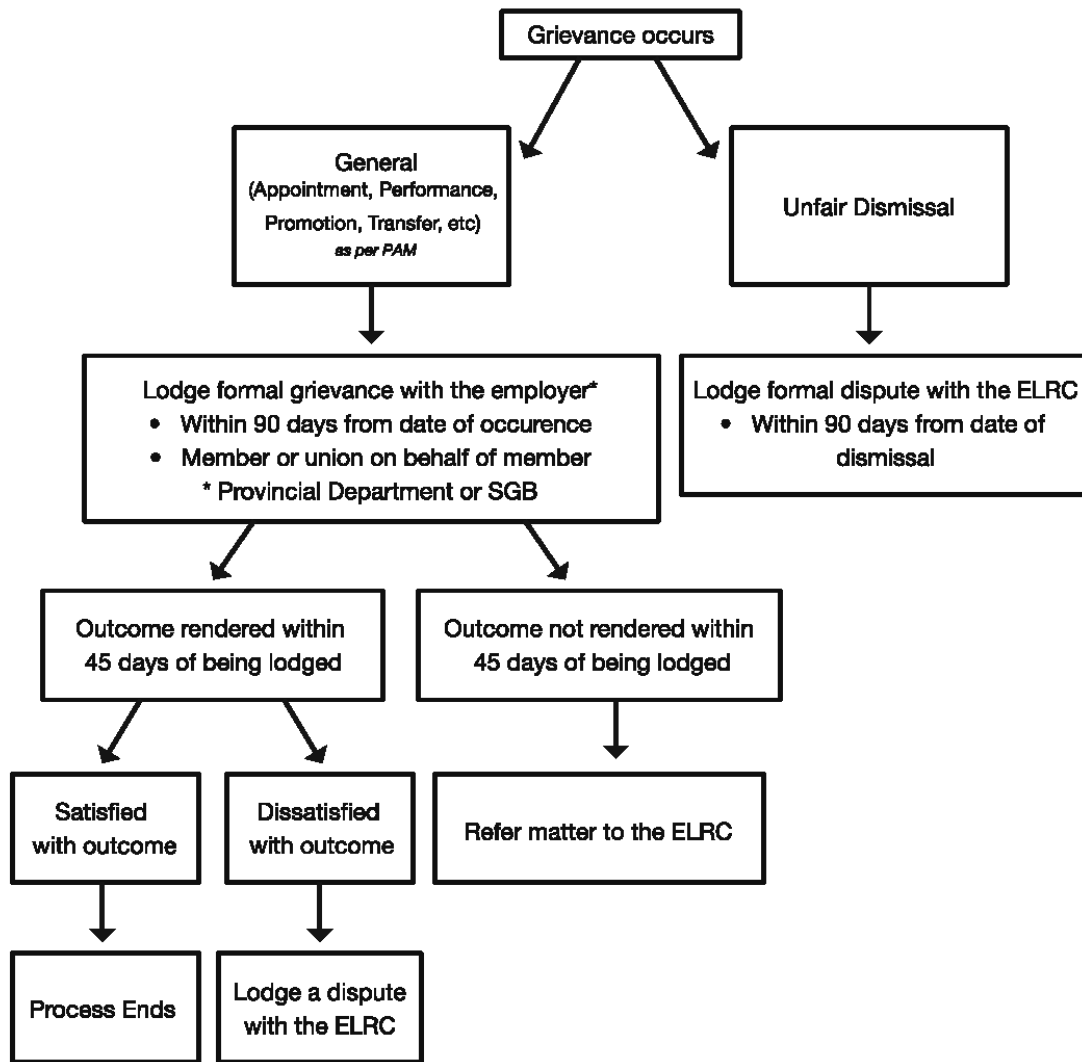 Grievance occurs
General
(Appointment, Performance,
Promotion, Transfer, etc)
as per PAM
Unfair Dismissal
Lodge formal grievance with the employer*
• Within 90 days from date of occurence
• Member or union on behalf of member
* Provincial Department or SGB
Lodge formal dispute with the ELRC
• Within 90 days from date of
dismissal
Outcome rendered within
45 days of being lodged
Outcome not rendered within
45 days of being lodged
Satisfied
with outcome
Dissatisfied
with outcome
Refer matter to the ELRC
Process Ends
Lodge a dispute
with the ELRC